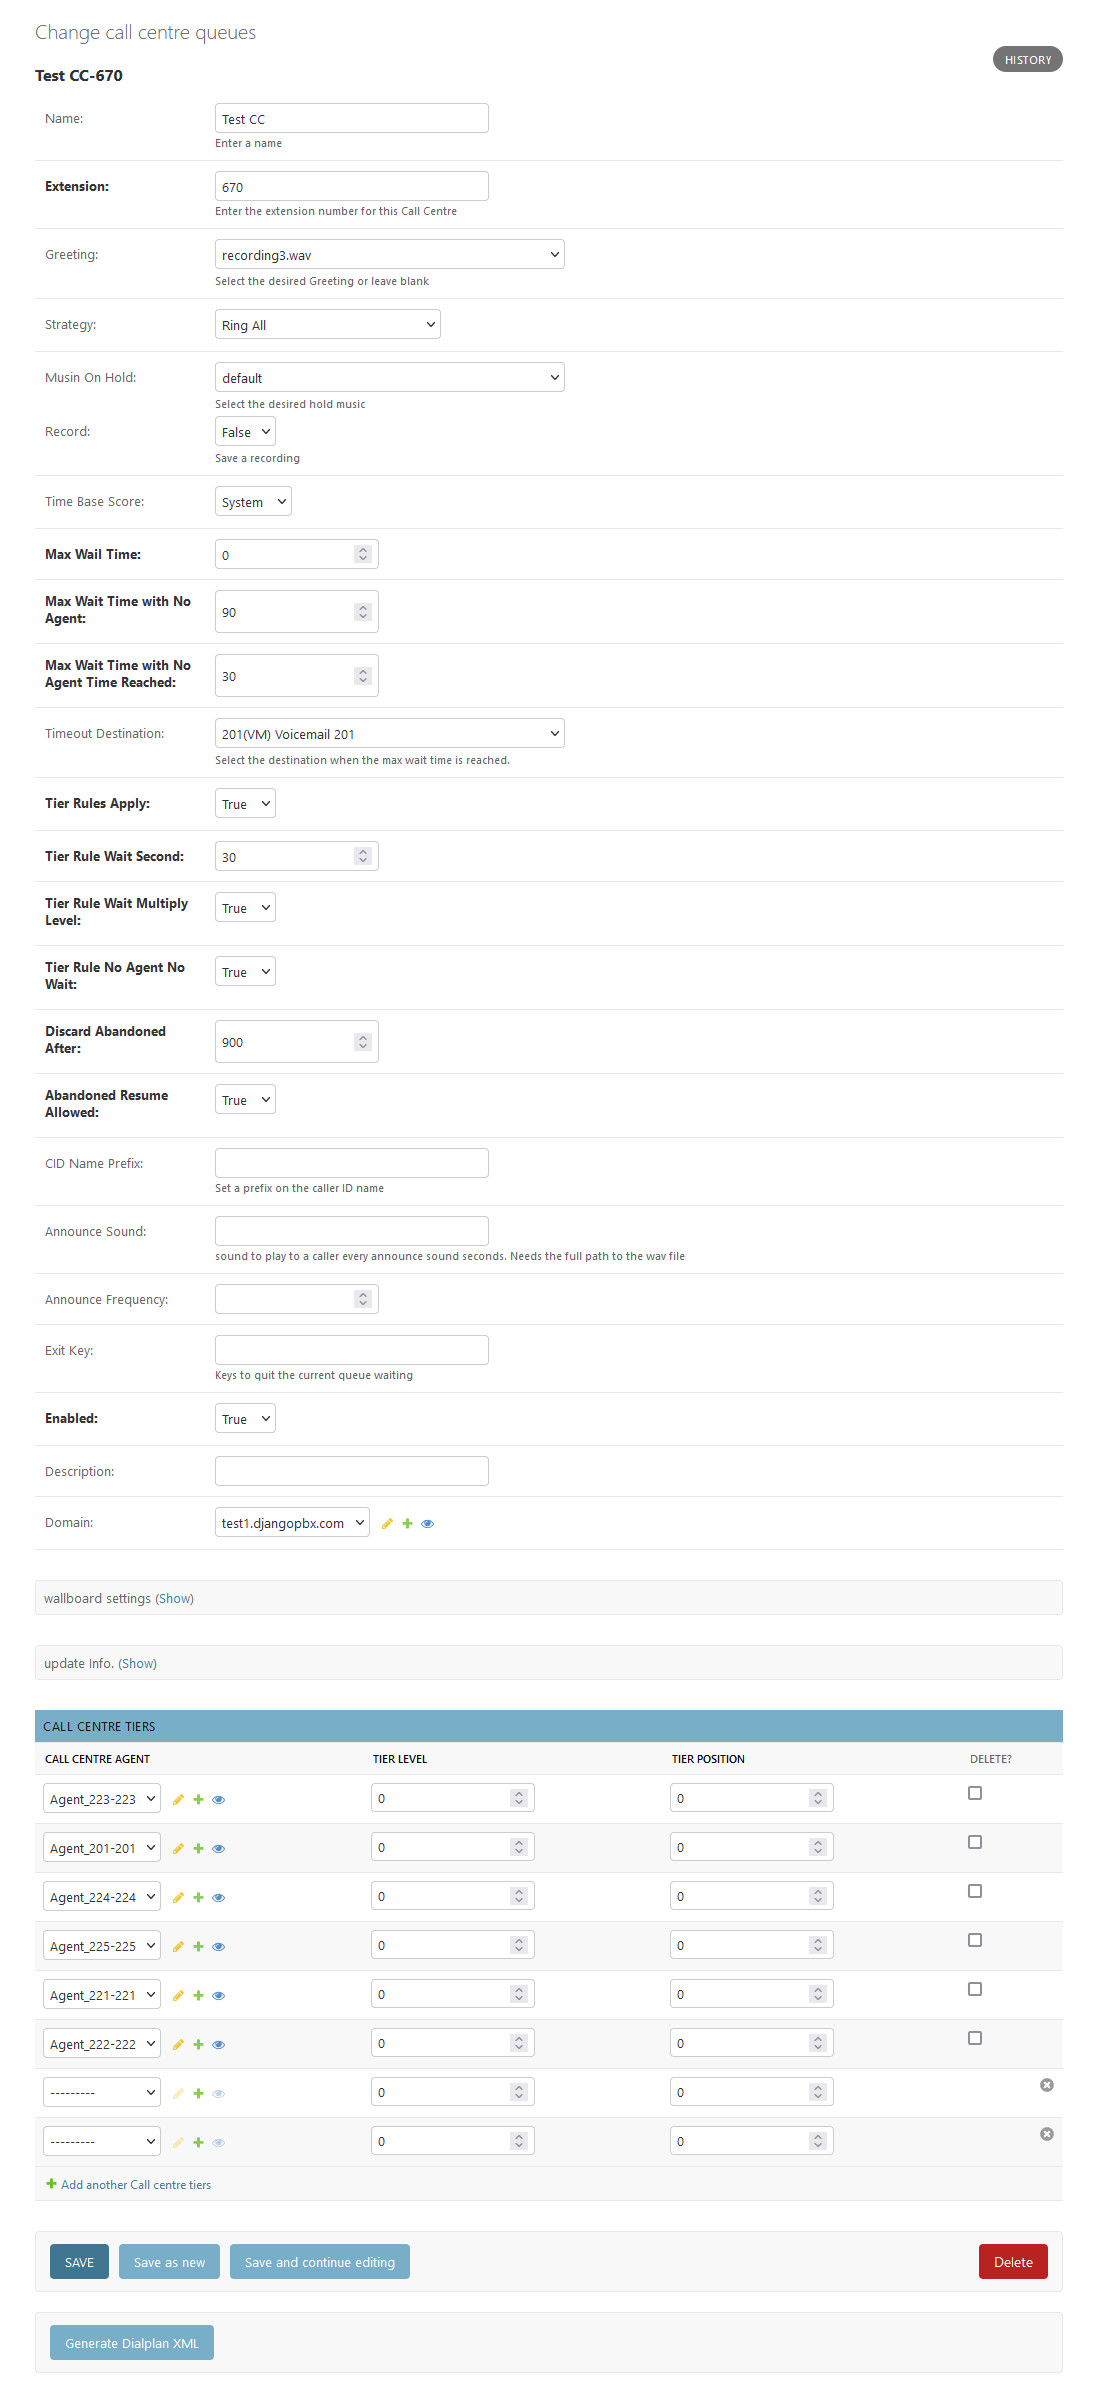 Change call centre queues
HISTORY
Test CC-670
Name:
Test CC
Enter a name
Extension:
670
Enter the extension number for this Call Centre
Greeting:
recording3.wav
Select the desired Greeting or leave blank
Strategy:
Ring All
Musin On Hold:
default
Select the desired hold music
Record:
False
Save a recording
Time Base Score:
System
Max Wail Time:
0
Max Wait Time with No
Agent:
90
Max Wait Time with No
Agent Time Reached:
30
Timeout Destination:
201(VM) Voicemail 201
Select the destination when the max wait time is reached.
Tier Rules Apply:
True
Tier Rule Wait Second:
30
Tier Rule Wait Multiply
Level:
True
Tier Rule No Agent No
Wait:
True
Discard Abandoned
After:
900
Abandoned Resume
Allowed:
True
CID Name Prefix:
Set a prefix on the caller ID name
Announce Sound:
sound to play to a caller every announce sound seconds. Needs the full path to the wav file
Announce Frequency:
Exit Key:
Keys to quit the current queue waiting
Enabled:
True
Description:
Domain:
test1.djangopbx.com
wallboard settings (Show)
update Info. (Show)
CALL CENTRE TIERS
CALL CENTRE AGENT TIER LEVEL TIER POSITION DELETE?
Agent_223-223 0 0
Agent_201-201 0 0
Agent_224-224 0 0
Agent_225-225 0 0
Agent_221-221 0 0
Agent_222-222 0 0
--------- 0 0
--------- 0 0
Add another Call centre tiers
SAVE Save as new Save and continue editing Delete
Generate Dialplan XML